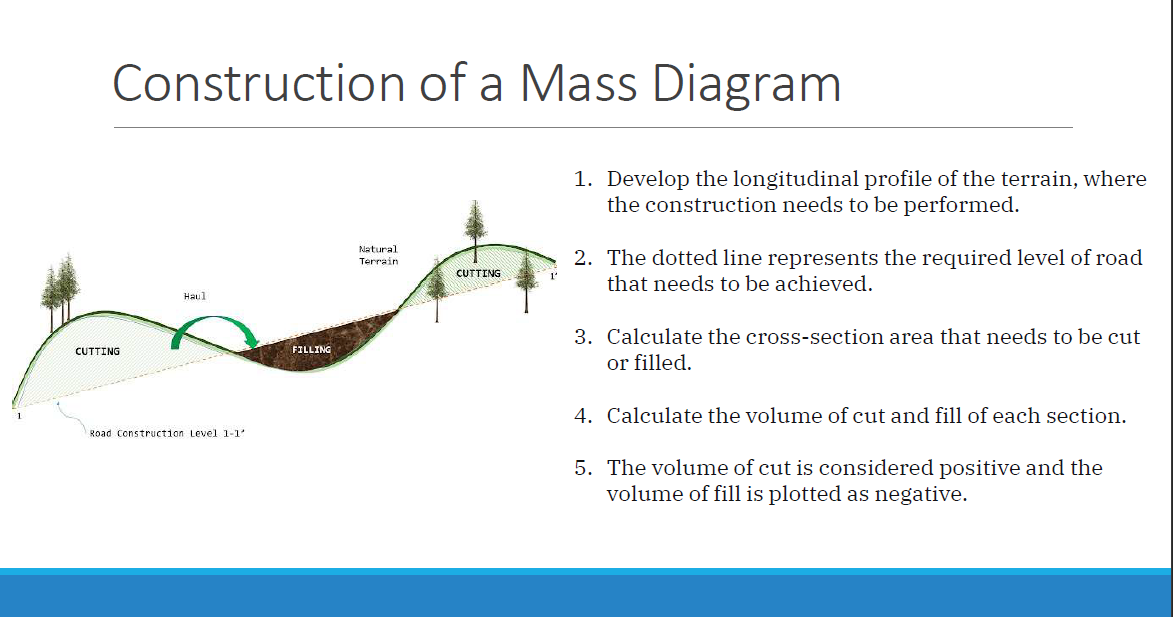 Construction of a Mass Diagram
Natural
Terrain
CUTTING
1'
Haul
CUTTING
FILLING
1
Road Construction Level 1-1'
1. Develop the longitudinal profile of the terrain, where
the construction needs to be performed.
2. The dotted line represents the required level of road
that needs to be achieved.
3. Calculate the cross-section area that needs to be cut
or filled.
4. Calculate the volume of cut and fill of each section.
5. The volume of cut is considered positive and the
volume of fill is plotted as negative.